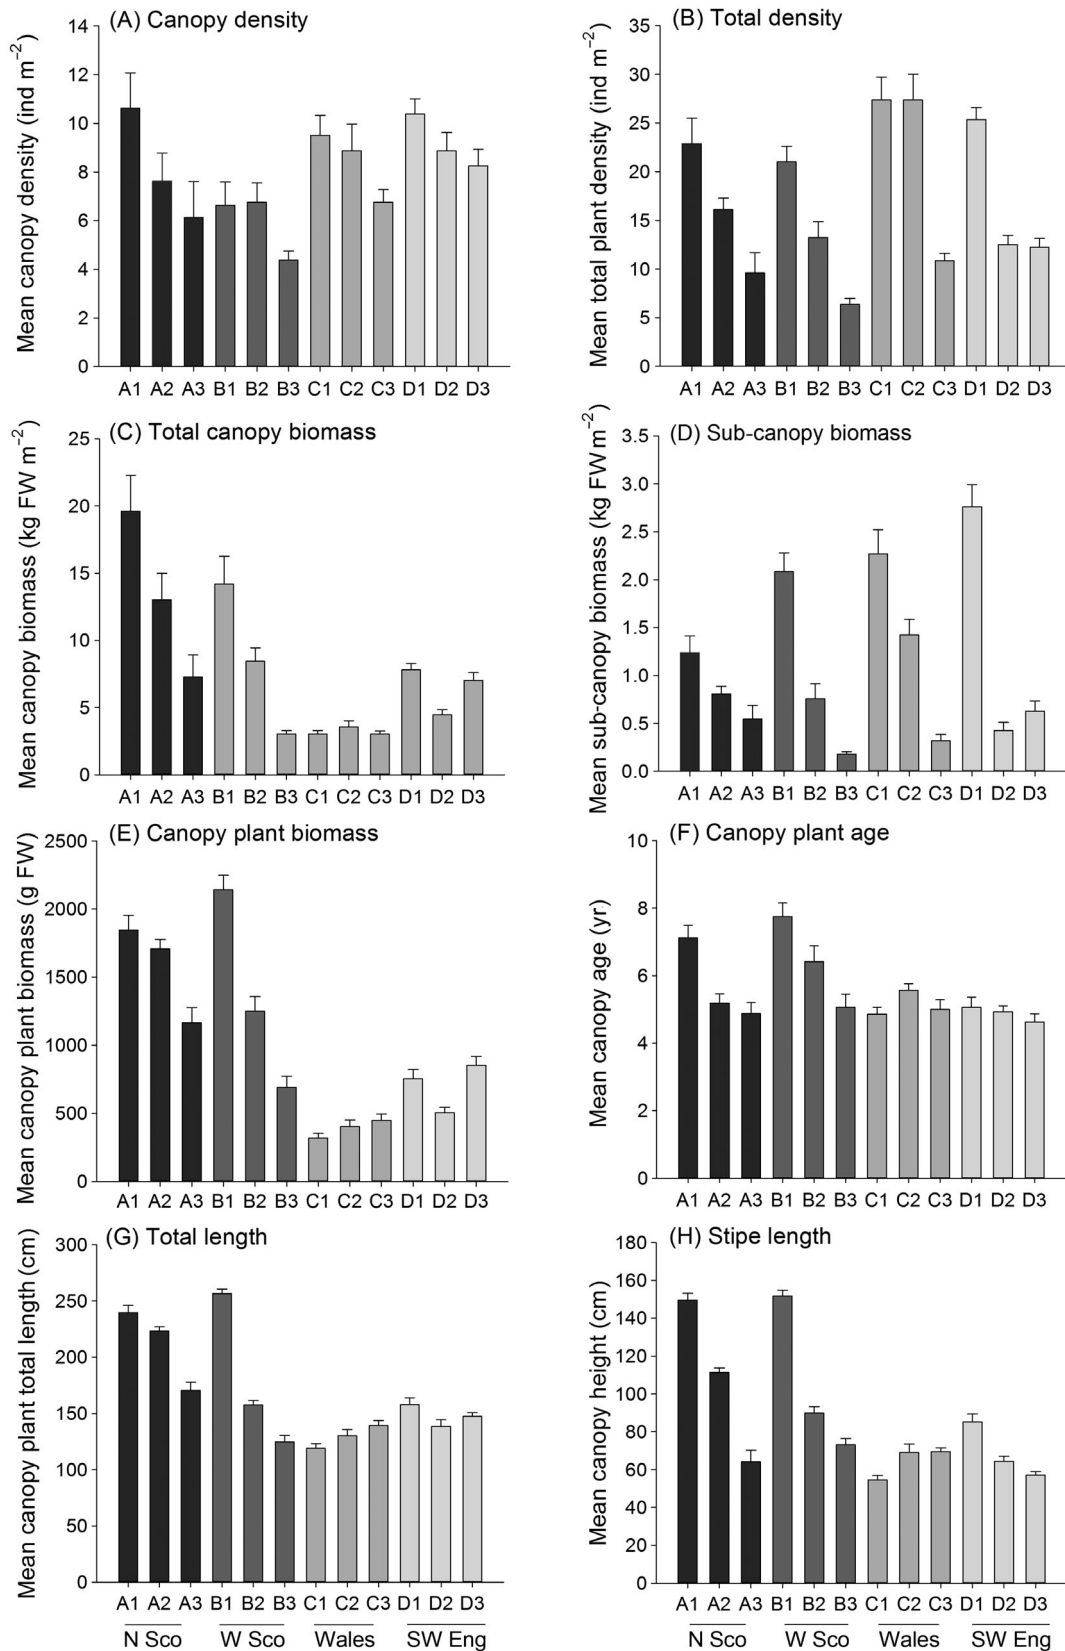 (A) Canopy density
Mean canopy density (ind m⁻²)
14
12
10
8
6
4
2
0
A1 A2 A3 B1 B2 B3 C1 C2 C3 D1 D2 D3
(B) Total density
Mean total plant density (ind m⁻²)
35
30
25
20
15
10
5
0
A1 A2 A3 B1 B2 B3 C1 C2 C3 D1 D2 D3
(C) Total canopy biomass
Mean canopy biomass (kg FW m⁻²)
25
20
15
10
5
0
A1 A2 A3 B1 B2 B3 C1 C2 C3 D1 D2 D3
(D) Sub-canopy biomass
Mean sub-canopy biomass (kg FW m⁻²)
3.5
3.0
2.5
2.0
1.5
1.0
0.5
0.0
A1 A2 A3 B1 B2 B3 C1 C2 C3 D1 D2 D3
(E) Canopy plant biomass
Mean canopy plant biomass (g FW)
2500
2000
1500
1000
500
0
A1 A2 A3 B1 B2 B3 C1 C2 C3 D1 D2 D3
(F) Canopy plant age
Mean canopy age (yr)
10
8
6
4
2
0
A1 A2 A3 B1 B2 B3 C1 C2 C3 D1 D2 D3
(G) Total length
Mean canopy plant total length (cm)
300
250
200
150
100
50
0
A1 A2 A3 B1 B2 B3 C1 C2 C3 D1 D2 D3
N Sco W Sco Wales SW Eng
(H) Stipe length
Mean canopy height (cm)
180
160
140
120
100
80
60
40
20
0
A1 A2 A3 B1 B2 B3 C1 C2 C3 D1 D2 D3
N Sco W Sco Wales SW Eng